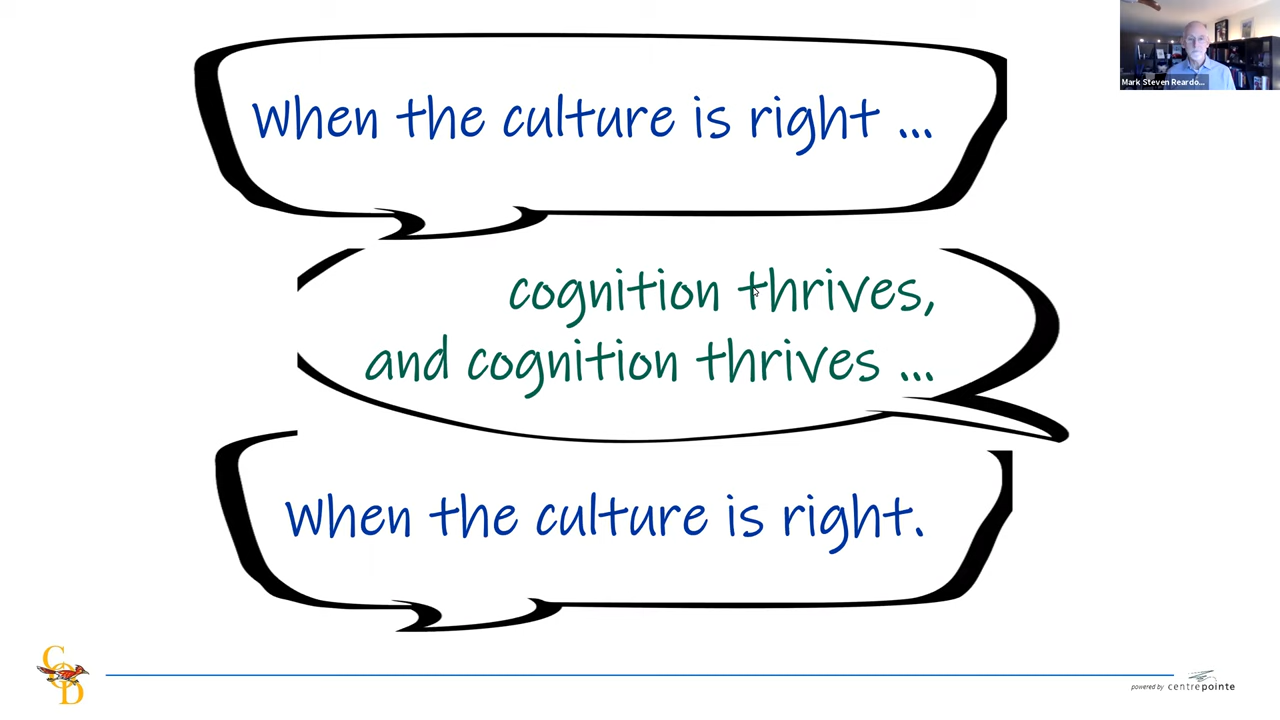 Mark Steven Reardo...
When the culture is right ...
cognition thrives,
and cognition thrives ...
When the culture is right.
COD
powered by centrepointe